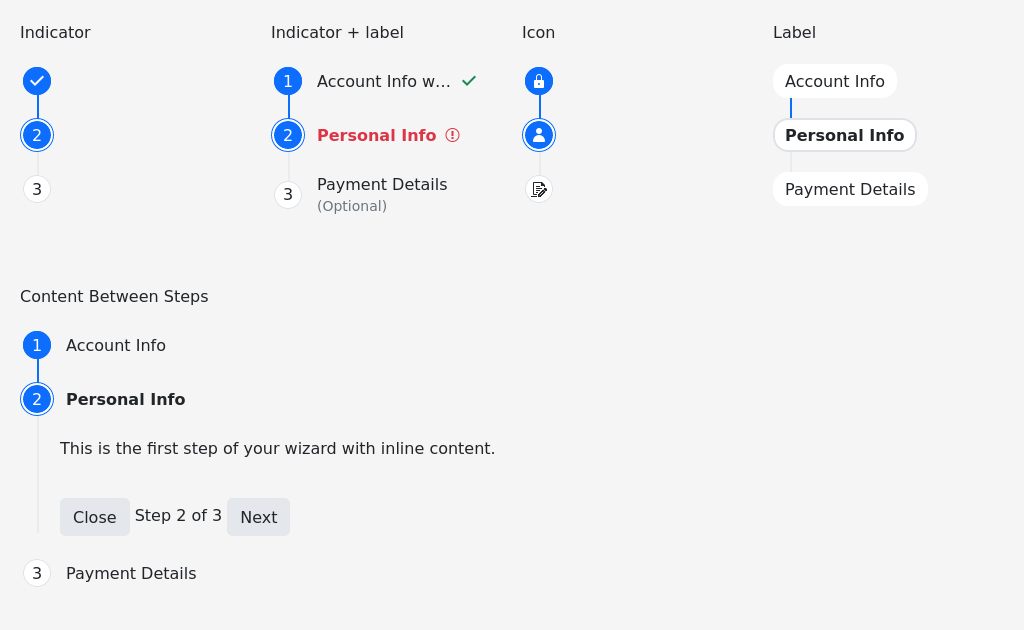 Indicator
2
3
Indicator + label
1 Account Info w...
2 Personal Info
3 Payment Details
(Optional)
Icon
Label
Account Info
Personal Info
Payment Details
Content Between Steps
1 Account Info
2 Personal Info
This is the first step of your wizard with inline content.
Close Step 2 of 3 Next
3 Payment Details